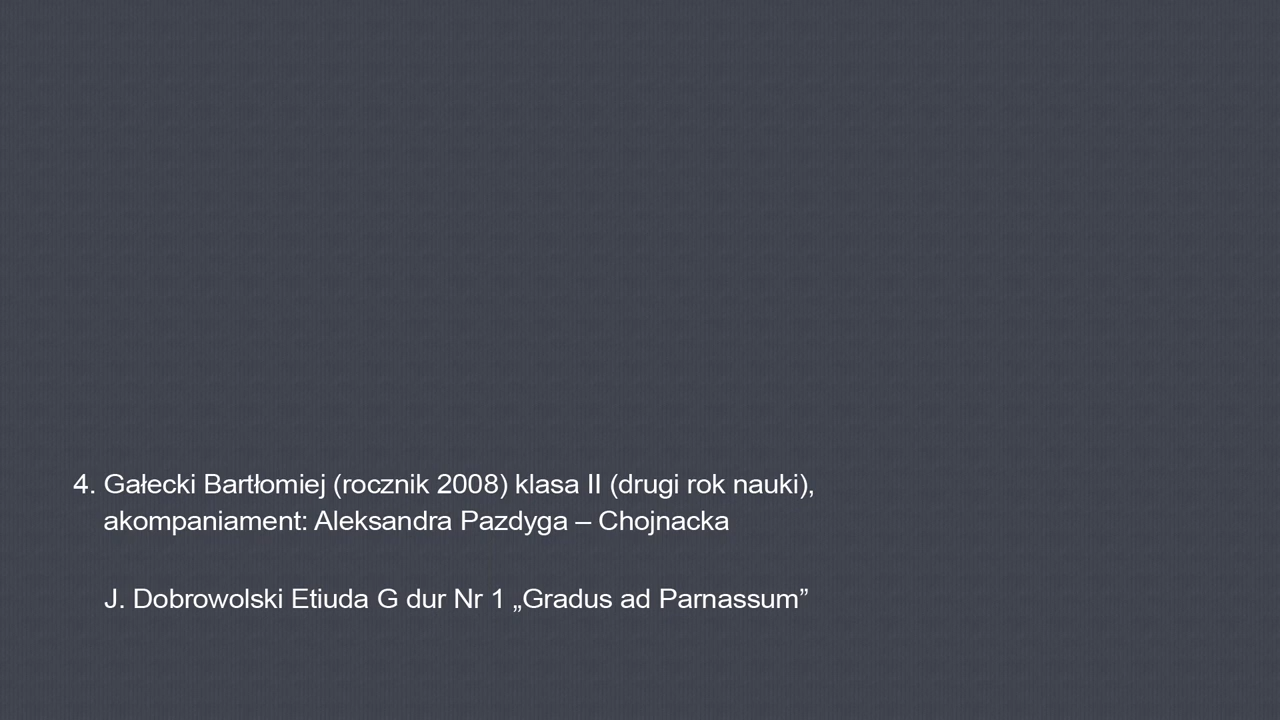 4. Gałecki Bartłomiej (rocznik 2008) klasa II (drugi rok nauki),
akompaniament: Aleksandra Pazdyga – Chojnacka
J. Dobrowolski Etiuda G dur Nr 1 „Gradus ad Parnassum”